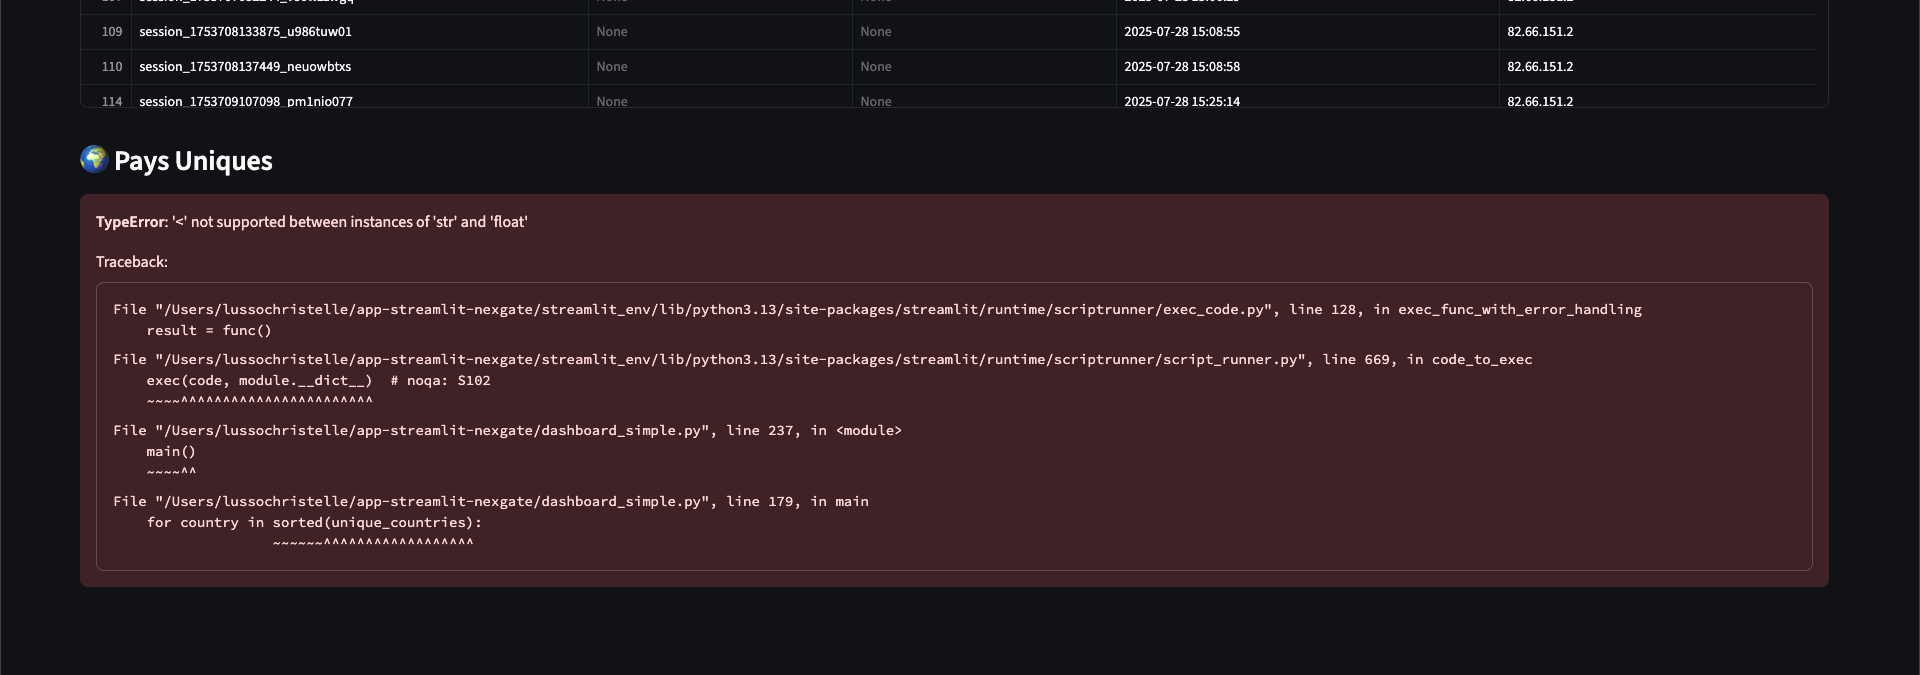 109 session_1753708133875_u986tuw01 None None 2025-07-28 15:08:55 82.66.151.2
110 session_1753708137449_neuowbtxs None None 2025-07-28 15:08:58 82.66.151.2
114 session_1753709107098_pm1nio077 None None 2025-07-28 15:25:14 82.66.151.2
Pays Uniques
TypeError: '<' not supported between instances of 'str' and 'float'
Traceback:
File "/Users/lussochristelle/app-streamlit-nexgate/streamlit_env/lib/python3.13/site-packages/streamlit/runtime/scriptrunner/exec_code.py", line 128, in exec_func_with_error_handling
result = func()
File "/Users/lussochristelle/app-streamlit-nexgate/streamlit_env/lib/python3.13/site-packages/streamlit/runtime/scriptrunner/script_runner.py", line 669, in code_to_exec
exec(code, module.__dict__)  # noqa: S102
~~~~^^^^^^^^^^^^^^^^^^^^^^^
File "/Users/lussochristelle/app-streamlit-nexgate/dashboard_simple.py", line 237, in <module>
main()
~~~~^^
File "/Users/lussochristelle/app-streamlit-nexgate/dashboard_simple.py", line 179, in main
for country in sorted(unique_countries):
~~~~~~^^^^^^^^^^^^^^^^^^